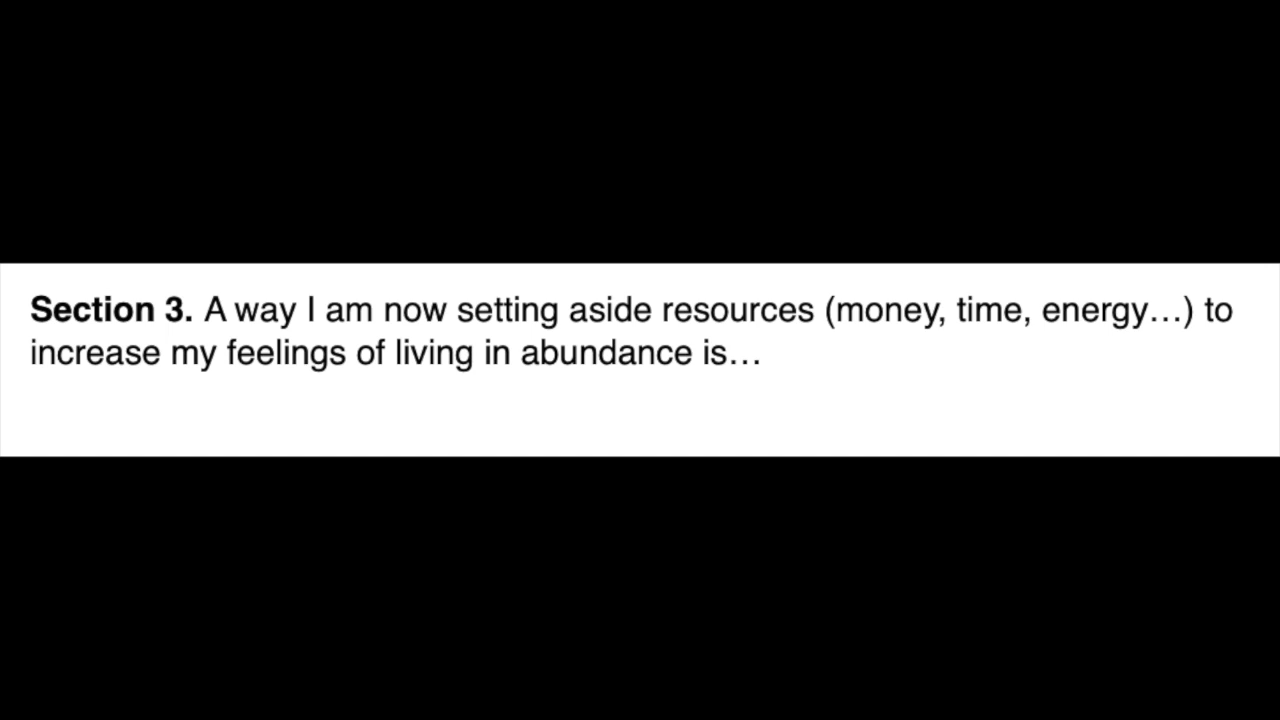 Section 3. A way I am now setting aside resources (money, time, energy…) to
increase my feelings of living in abundance is…